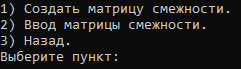 1) Создать матрицу смежности.
2) Ввод матрицы смежности.
3) Назад.
Выберите пункт: